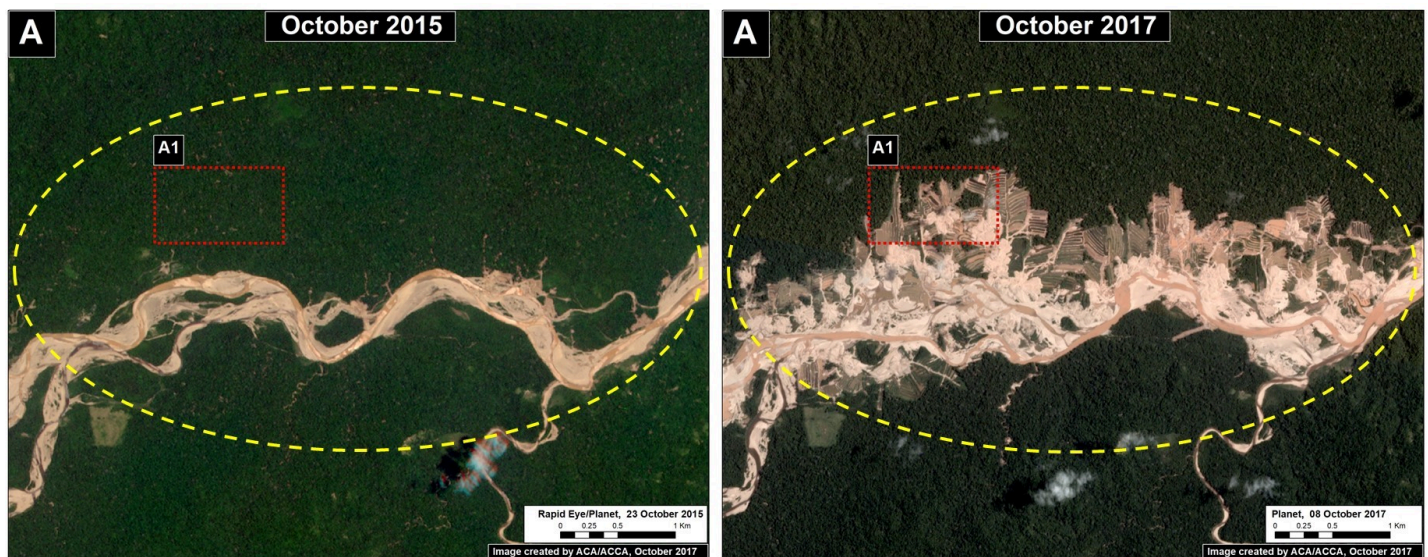 A
October 2015
A1
Rapid Eye/Planet, 23 October 2015
0 0.25 0.5 1 Km
Image created by ACA/ACCA, October 2017
A
October 2017
A1
Planet, 08 October 2017
0 0.25 0.5 1 Km
Image created by ACA/ACCA, October 2017